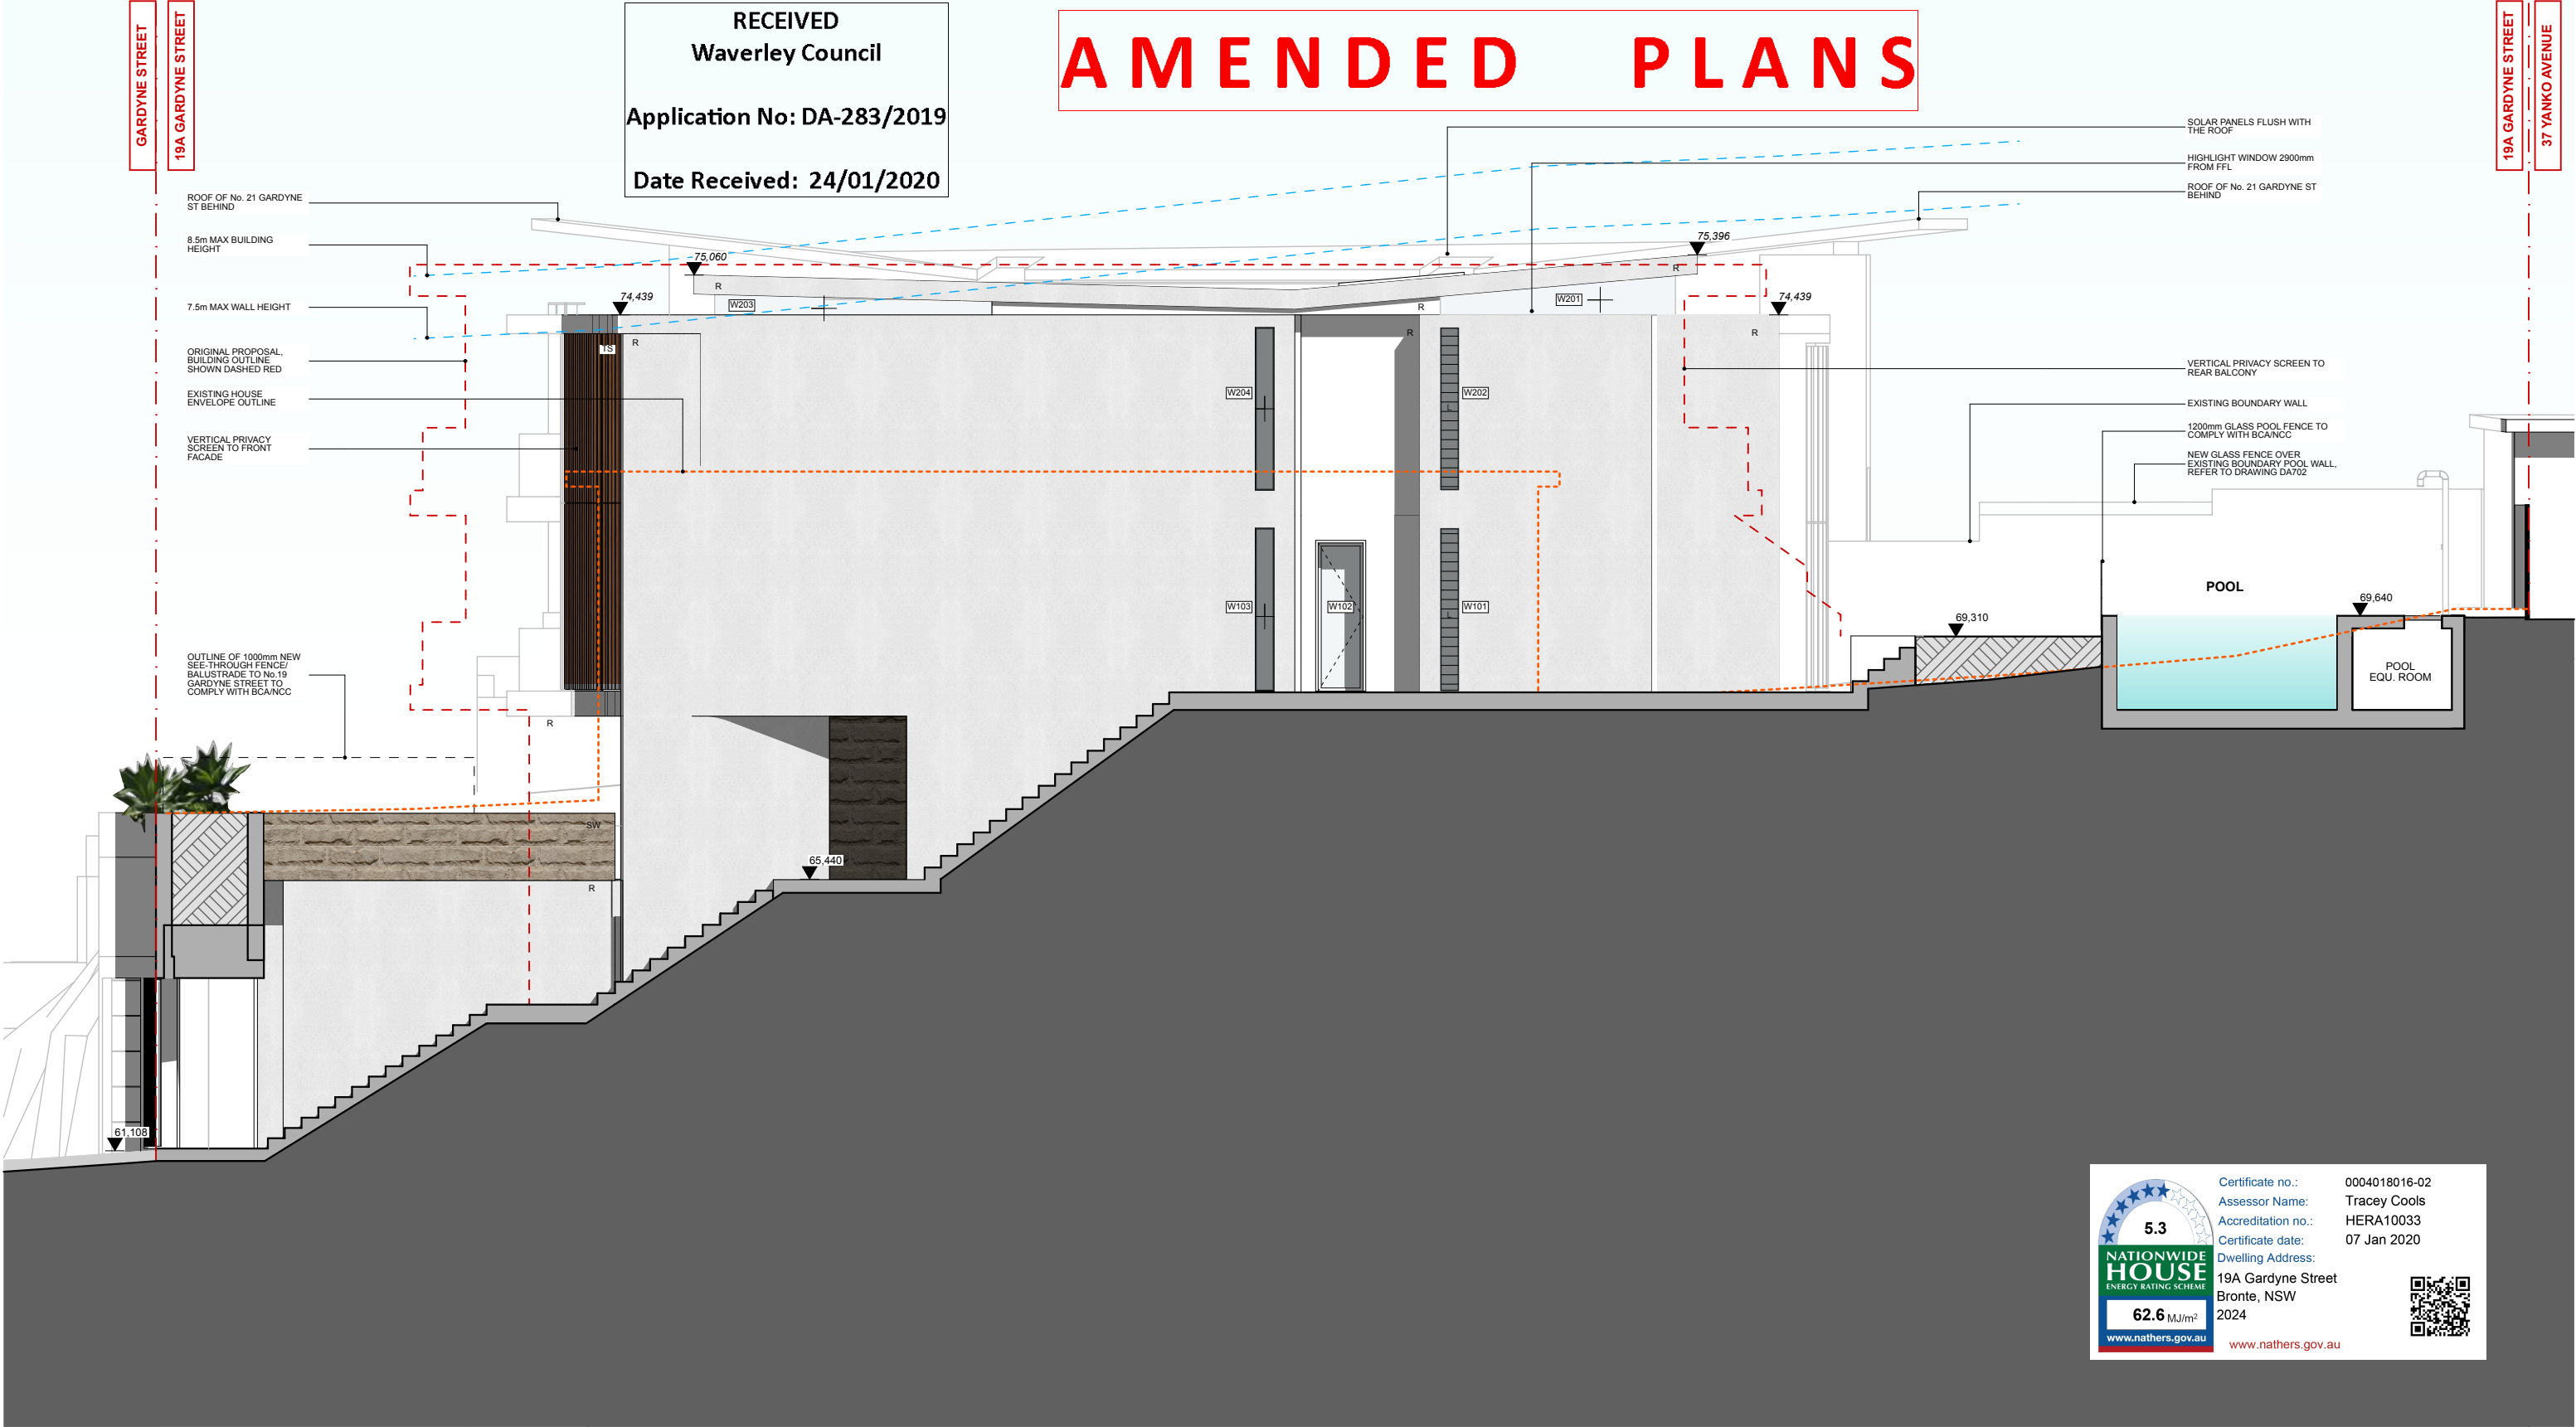 GARDYNE STREET
19A GARDYNE STREET
RECEIVED
Waverley Council
Application No: DA-283/2019
Date Received: 24/01/2020
AMENDED PLANS
19A GARDYNE STREET
37 YANKO AVENUE
ROOF OF No. 21 GARDYNE
ST BEHIND
8.5m MAX BUILDING
HEIGHT
7.5m MAX WALL HEIGHT
ORIGINAL PROPOSAL,
BUILDING OUTLINE
SHOWN DASHED RED
EXISTING HOUSE
ENVELOPE OUTLINE
VERTICAL PRIVACY
SCREEN TO FRONT
FACADE
OUTLINE OF 1000mm NEW
SEE-THROUGH FENCE/
BALUSTRADE TO No.19
GARDYNE STREET TO
COMPLY WITH BCA/NCC
SOLAR PANELS FLUSH WITH
THE ROOF
HIGHLIGHT WINDOW 2900mm
FROM FFL
ROOF OF No. 21 GARDYNE ST
BEHIND
VERTICAL PRIVACY SCREEN TO
REAR BALCONY
EXISTING BOUNDARY WALL
1200mm GLASS POOL FENCE TO
COMPLY WITH BCA/NCC
NEW GLASS FENCE OVER
EXISTING BOUNDARY POOL WALL,
REFER TO DRAWING DA702
75,396
75,060
R
R
74,439
W203
W201
74,439
R
TS
R
R
R
W204
W202
L
W103
W102
W101
L
POOL
69,640
69,310
POOL
EQU. ROOM
R
SW
65,440
R
61,108
5.3
NATIONWIDE
HOUSE
ENERGY RATING SCHEME
62.6 MJ/m²
www.nathers.gov.au
Certificate no.: 0004018016-02
Assessor Name: Tracey Cools
Accreditation no.: HERA10033
Certificate date: 07 Jan 2020
Dwelling Address:
19A Gardyne Street
Bronte, NSW
2024
www.nathers.gov.au